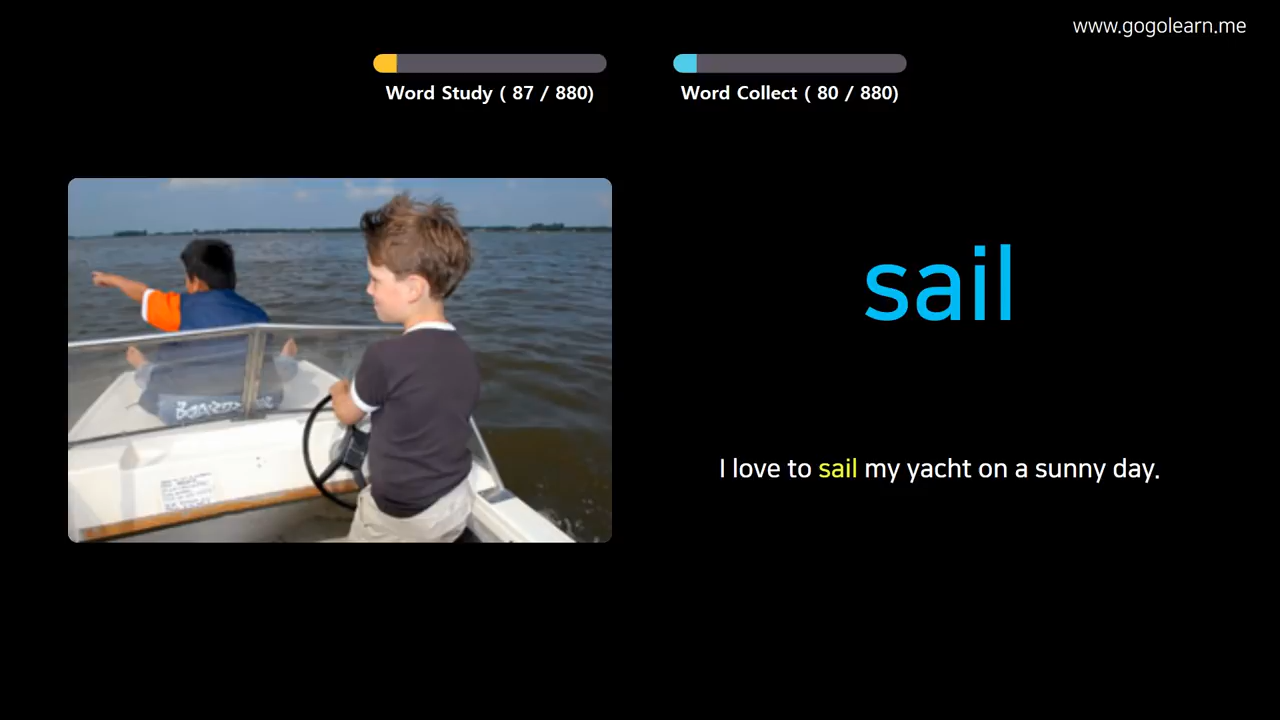 www.gogolearn.me
Word Study ( 87 / 880)
Word Collect ( 80 / 880)
sail
I love to sail my yacht on a sunny day.